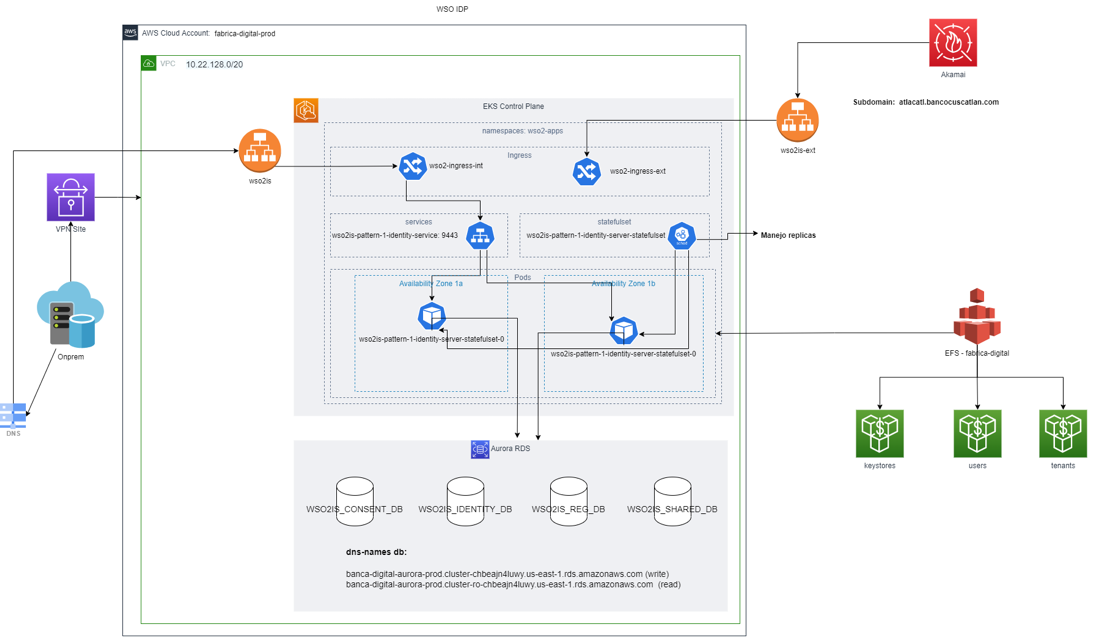 WSO IDP
aws
AWS Cloud Account: fabrica-digital-prod
VPC 10:22.128.0/20
Akamai
Subdomain: atlacatl.bancocuscatlan.com
EKS Control Plane
namespaces: wso2-apps
wso2is-ext
Ingress
wso2-ingress-int
wso2-ingress-ext
wso2is
VPN SIte
services
wso2is-pattern-1-identity-service: 9443
statefulset
wso2is-pattern-1-identity-server-statefulset
Manejo replicas
Pods
Availability Zone 1a
Availability Zone 1b
wso2is-pattern-1-identity-server-statefulset-0
wso2is-pattern-1-identity-server-statefulset-0
Onprem
EFS - fabrica-digital
DNS
keystores
users
tenants
Aurora RDS
WSO2IS_CONSENT_DB
WSO2IS_IDENTITY_DB
WSO2IS_REG_DB
WSO2IS_SHARED_DB
dns-names db:
banca-digital-aurora-prod.cluster-chbeajn4luwy.us-east-1.rds.amazonaws.com (write)
banca-digital-aurora-prod.cluster-ro-chbeajn4luwy.us-east-1.rds.amazonaws.com (read)